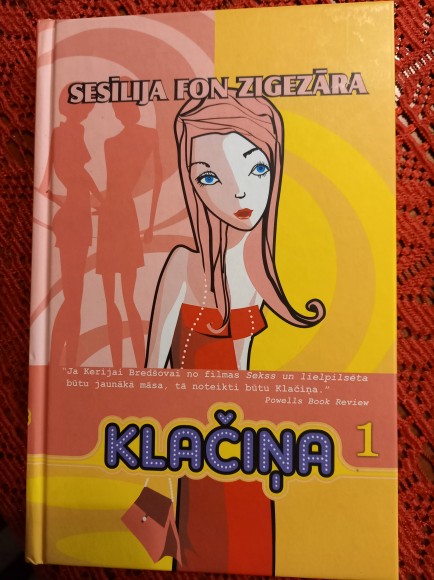 SESĪLIJA FON ZIGEZĀRA
"Ja Kerijai Bredšovai no filmas Sekss un lielpilsēta
būtu jaunākā māsa, tā noteikti būtu Klačiņa."
Powells Book Review
KLAČIŅA 1